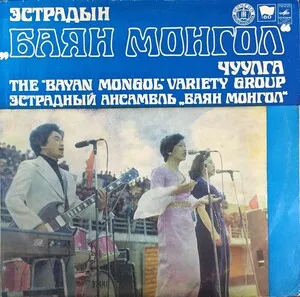 ЭСТРАДЫН
„БАЯН МОНГОЛ"
ЧУУЛГА
THE "BAYAN MONGOL" VARIETY GROUP
ЭСТРАДНЫЙ АНСАМБЛЬ „БАЯН МОНГОЛ"